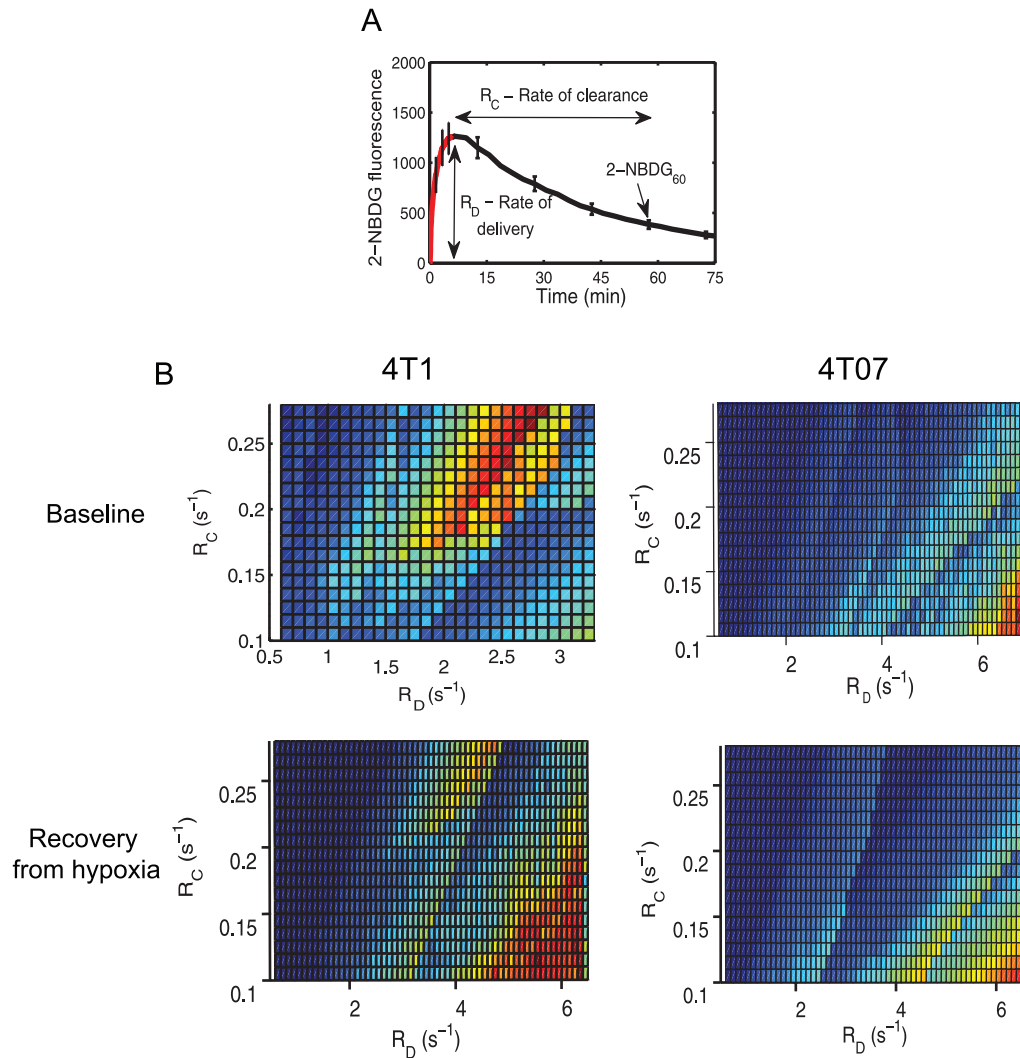 A
2000
1500
1000
500
0
2−NBDG fluorescence
R_C − Rate of clearance
2−NBDG_60
R_D − Rate of
delivery
0 15 30 45 60 75
Time (min)
B
4T1
4T07
Baseline
0.25
0.2
0.15
0.1
R_C (s⁻¹)
0.5 1 1.5 2 2.5 3
R_D (s⁻¹)
0.25
0.2
0.15
0.1
R_C (s⁻¹)
2 4 6
R_D (s⁻¹)
Recovery
from hypoxia
0.25
0.2
0.15
0.1
R_C (s⁻¹)
2 4 6
R_D (s⁻¹)
0.25
0.2
0.15
0.1
R_C (s⁻¹)
2 4 6
R_D (s⁻¹)